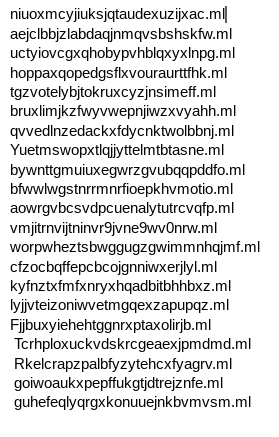 niuoxmcyjiuksjqtaudexuzijxac.ml
aejclbbjzlabdaqjnmqvsbshskfw.ml
uctyiovcgxqhobypvhblqxyxlnpg.ml
hoppaxqopedgsflxvouraurttfhk.ml
tgzvotelybjtokruxcyzjnsimeff.ml
bruxlimjkzfwyvwepnjiwzxvyahh.ml
qvvedlnzedackxfdycnktwolbbnj.ml
Yuetmswopxtlqjjyttelmtbtasne.ml
bywnttgmuiuxegwrzgvubqqpddfo.ml
bfwwlwgstnrrmnrfioepkhvmotio.ml
aowrgvbcsvdpcuenalytutrcvqfp.ml
vmjitrnvijtninvr9jvne9wv0nrw.ml
worpwheztsbwggugzgwimmnhqjmf.ml
cfzocbqffepcbcojgnniwxerjlyl.ml
kyfnztxfmfxnryxhqadbitbhhbxz.ml
lyjjvteizoniwvetmgqexzapupqz.ml
Fjjbuxyiehehtggnrxptaxolirjb.ml
Tcrhploxuckvdskrcgeaexjpmdmd.ml
Rkelcrapzpalbfyzytehcxfyagrv.ml
goiwoaukxpepffukgtjdtrejznfe.ml
guhefeqlyqrgxkonuuejnkbvmvsm.ml